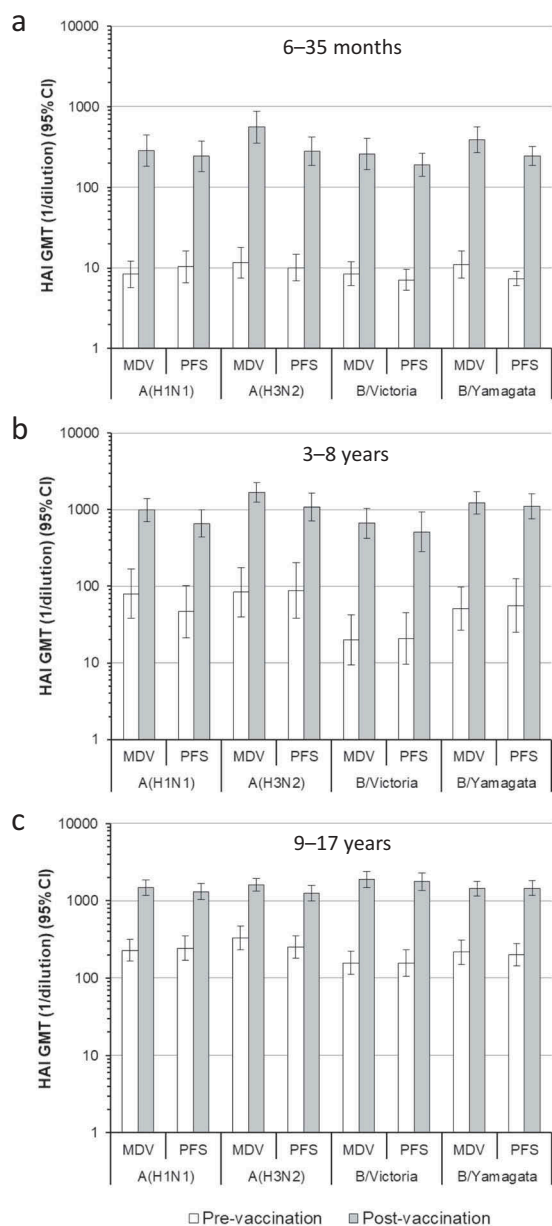 a
6–35 months
HAI GMT (1/dilution) (95%CI)
10000
1000
100
10
1
MDV PFS MDV PFS MDV PFS MDV PFS
A(H1N1) A(H3N2) B/Victoria B/Yamagata
b
3–8 years
HAI GMT (1/dilution) (95%CI)
10000
1000
100
10
1
MDV PFS MDV PFS MDV PFS MDV PFS
A(H1N1) A(H3N2) B/Victoria B/Yamagata
c
9–17 years
HAI GMT (1/dilution) (95%CI)
10000
1000
100
10
1
MDV PFS MDV PFS MDV PFS MDV PFS
A(H1N1) A(H3N2) B/Victoria B/Yamagata
Pre-vaccination Post-vaccination